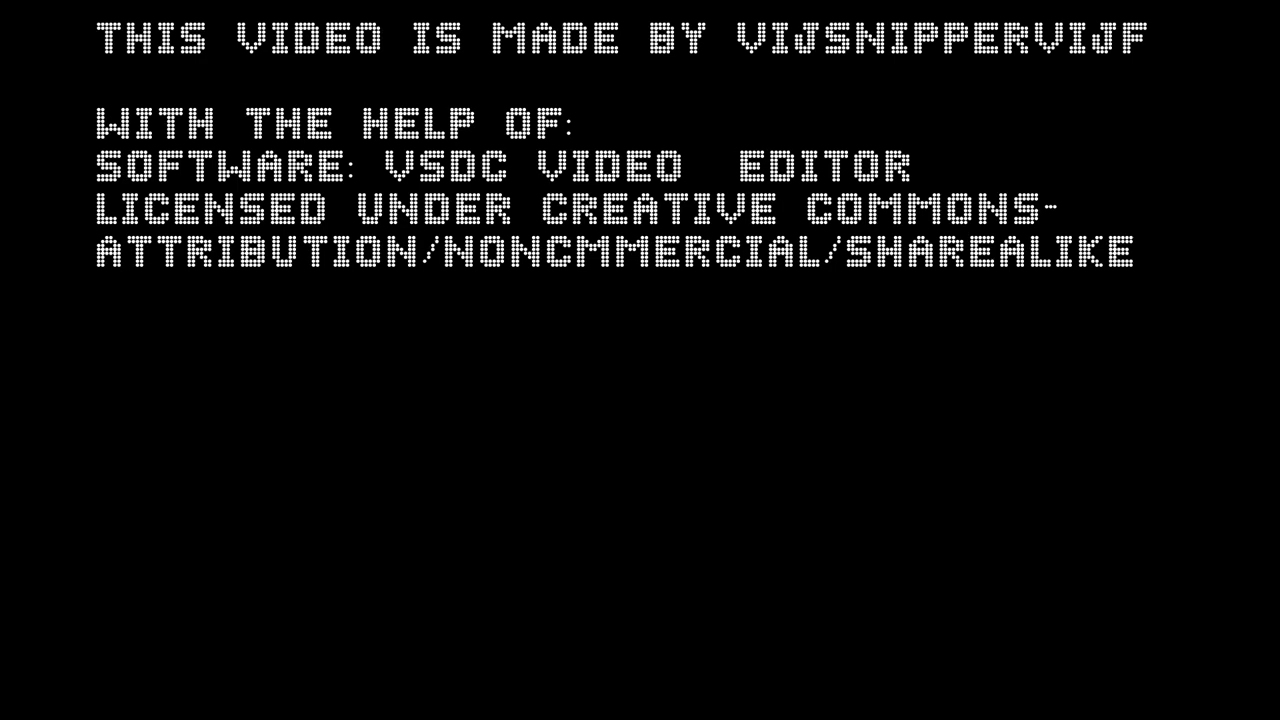 THIS VIDEO IS MADE BY VIJSNIPPERVIJF
WITH THE HELP OF:
SOFTWARE: VSDC VIDEO  EDITOR
LICENSED UNDER CREATIVE COMMONS-
ATTRIBUTION/NONCMMERCIAL/SHAREALIKE